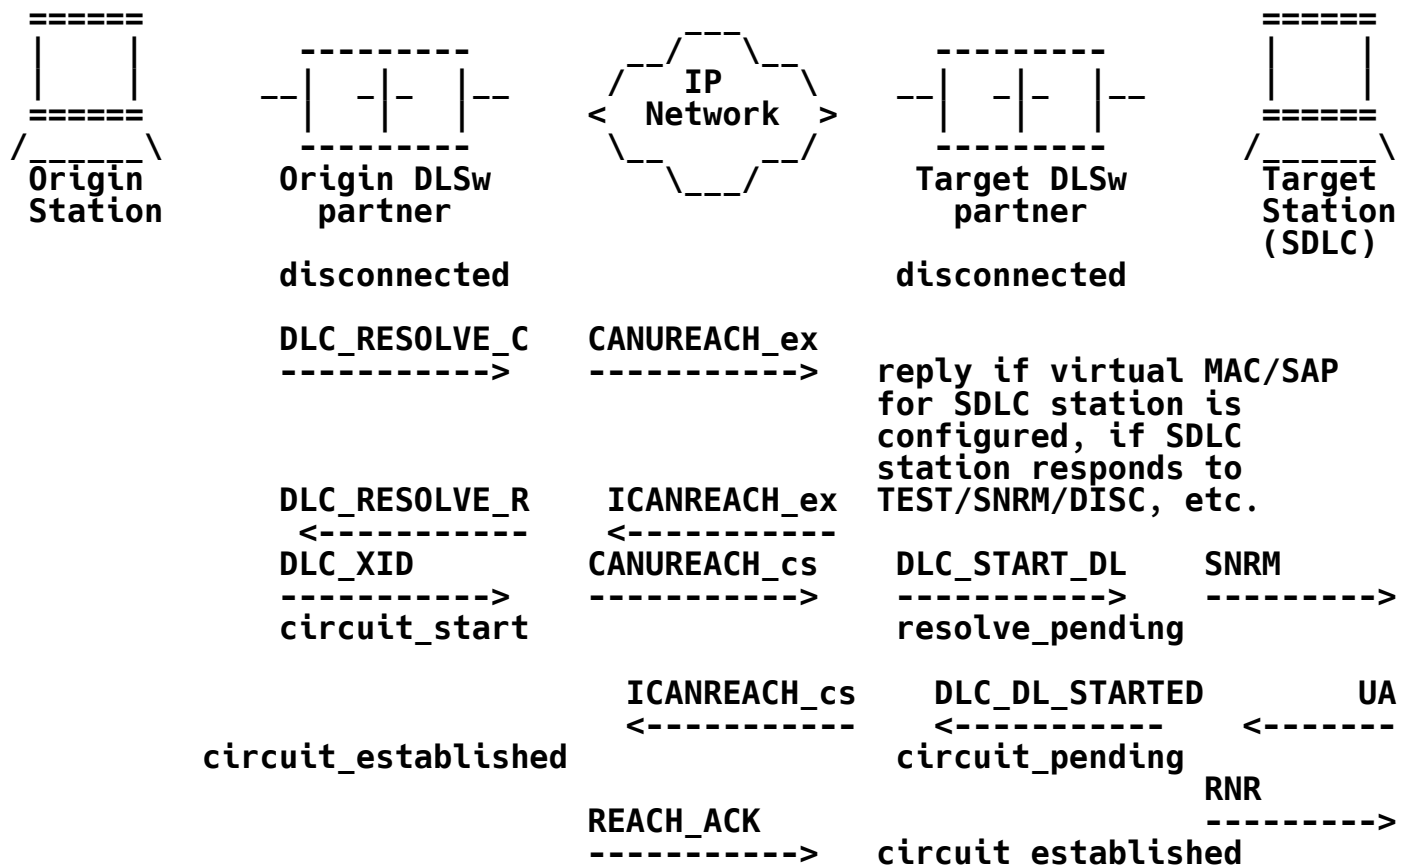 IP
Network
Origin Origin DLSw Target DLSw Target
Station partner partner Station
(SDLC)
disconnected disconnected
DLC_RESOLVE_C CANUREACH_ex
-----------> -----------> reply if virtual MAC/SAP
for SDLC station is
configured, if SDLC
station responds to
DLC_RESOLVE_R ICANREACH_ex TEST/SNRM/DISC, etc.
<----------- <-----------
DLC_XID CANUREACH_cs DLC_START_DL SNRM
-----------> -----------> -----------> --------->
circuit_start resolve_pending
ICANREACH_cs DLC_DL_STARTED UA
<----------- <----------- <-------
circuit_established circuit_pending
RNR
REACH_ACK --------->
-----------> circuit established